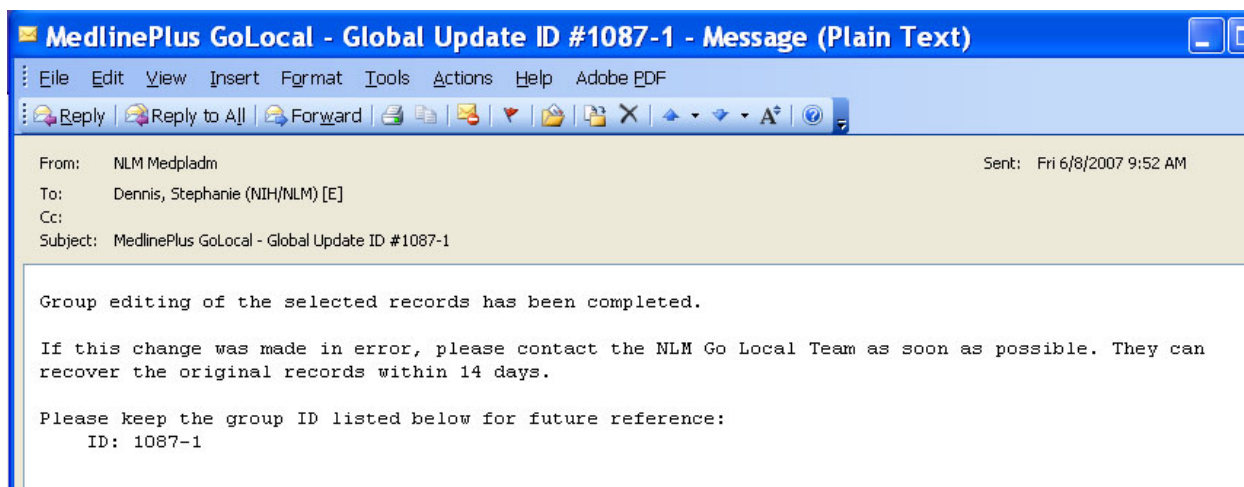 MedlinePlus GoLocal - Global Update ID #1087-1 - Message (Plain Text)
File Edit View Insert Format Tools Actions Help Adobe PDF
Reply Reply to All Forward
From: NLM Medpladm Sent: Fri 6/8/2007 9:52 AM
To: Dennis, Stephanie (NIH/NLM) [E]
Cc:
Subject: MedlinePlus GoLocal - Global Update ID #1087-1
Group editing of the selected records has been completed.
If this change was made in error, please contact the NLM Go Local Team as soon as possible. They can
recover the original records within 14 days.
Please keep the group ID listed below for future reference:
ID: 1087-1